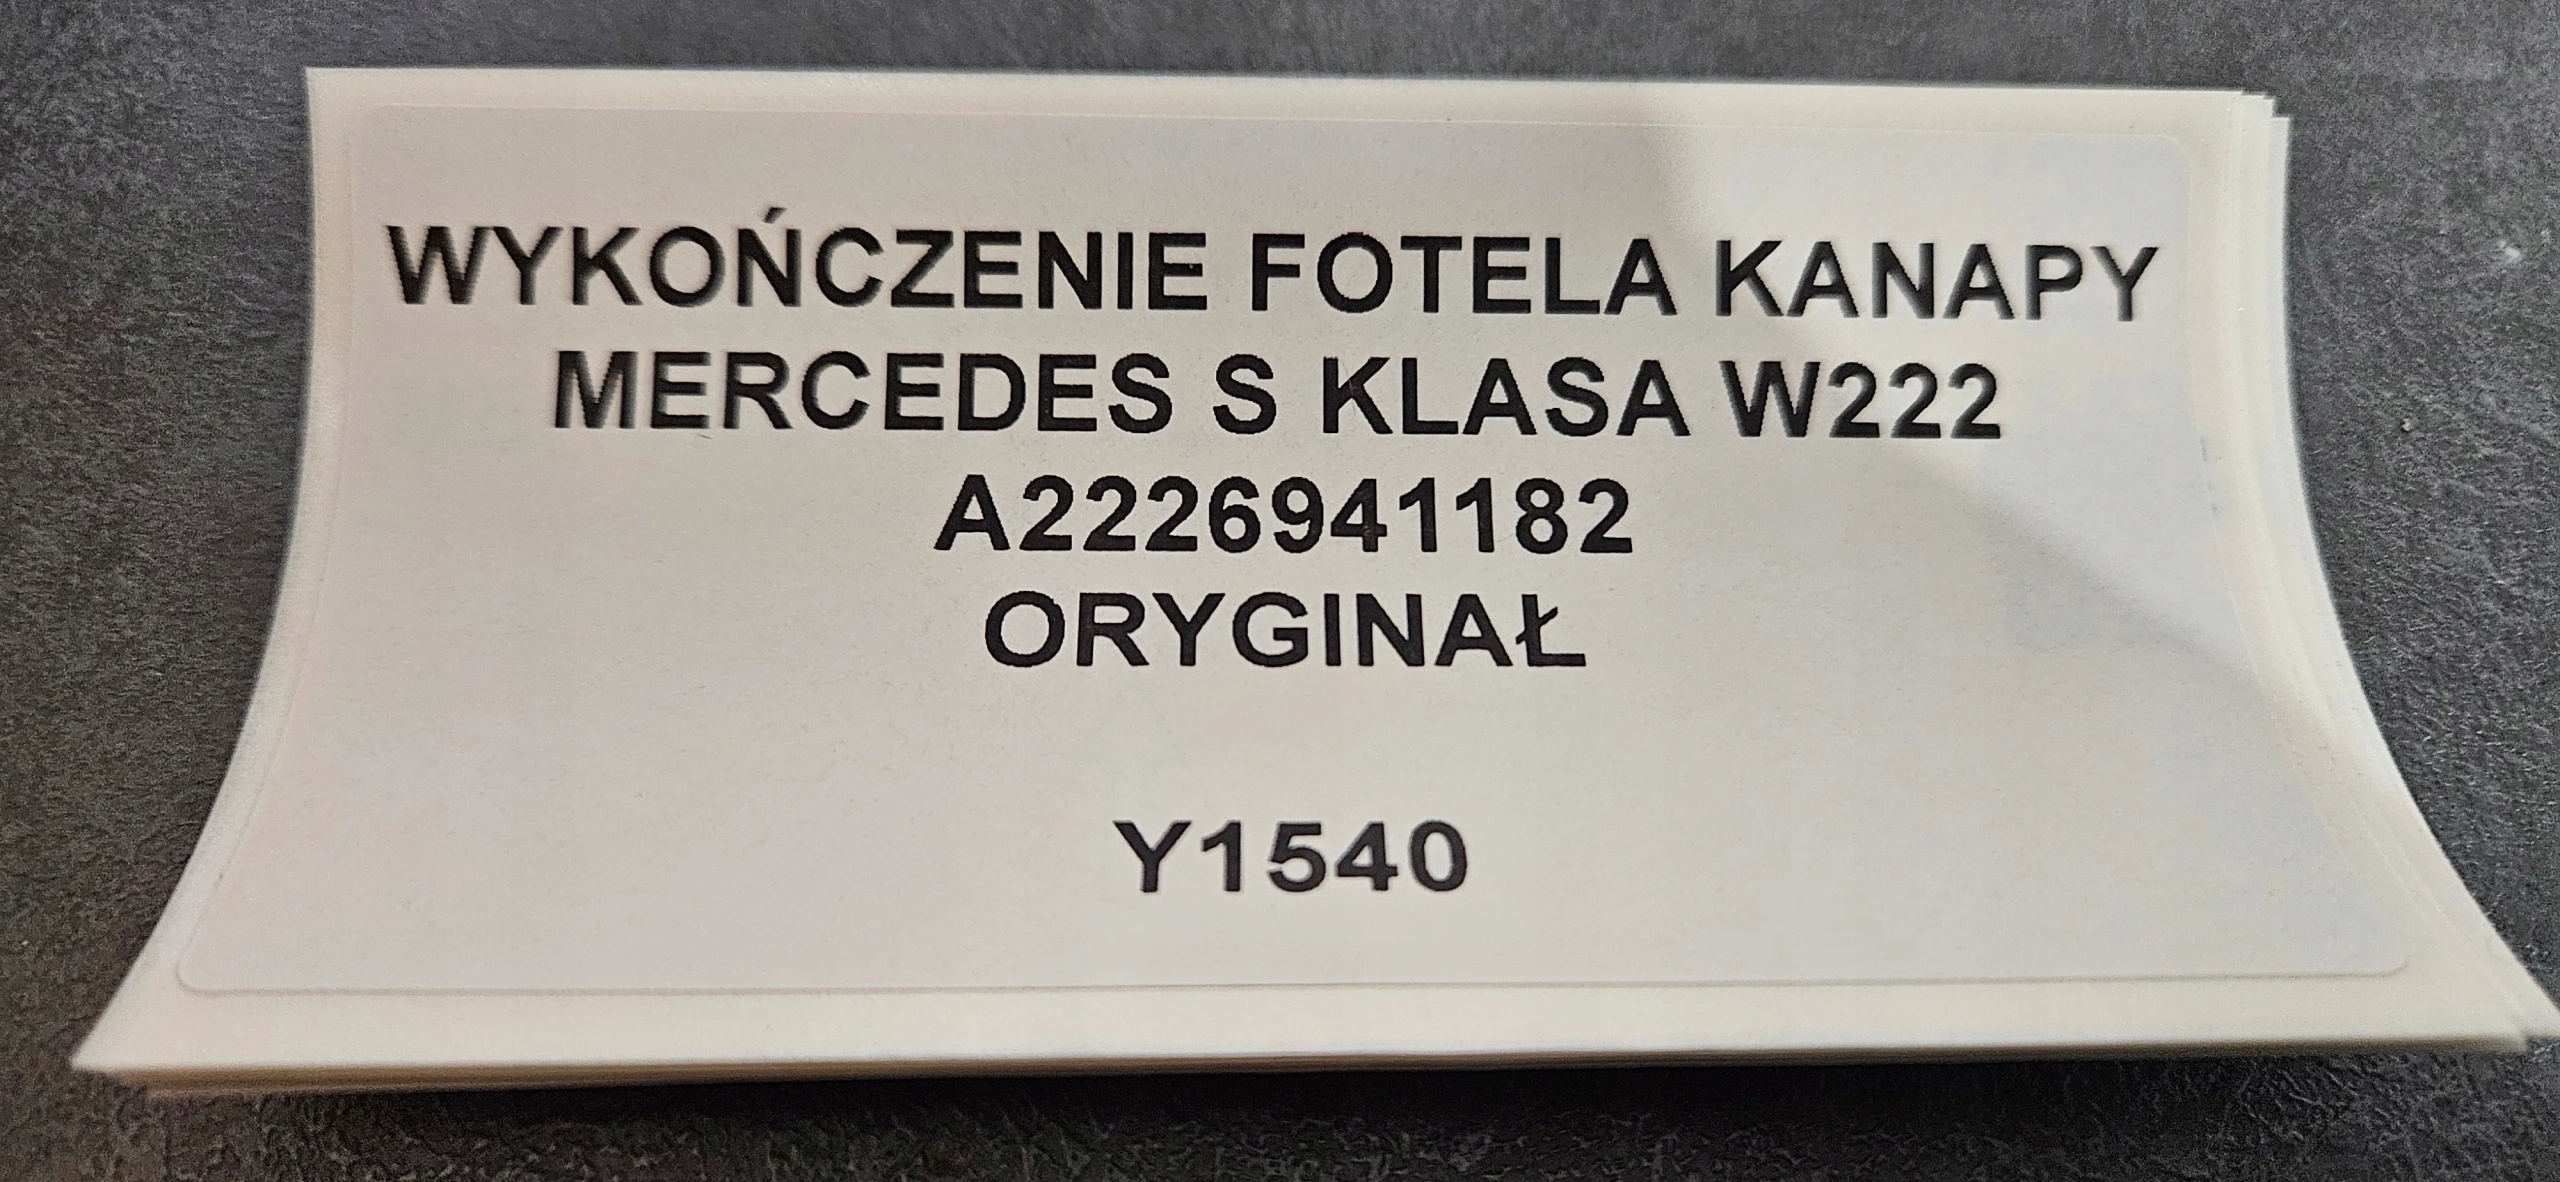 WYKOŃCZENIE FOTELA KANAPY
MERCEDES S KLASA W222
A2226941182
ORYGINAŁ
Y1540